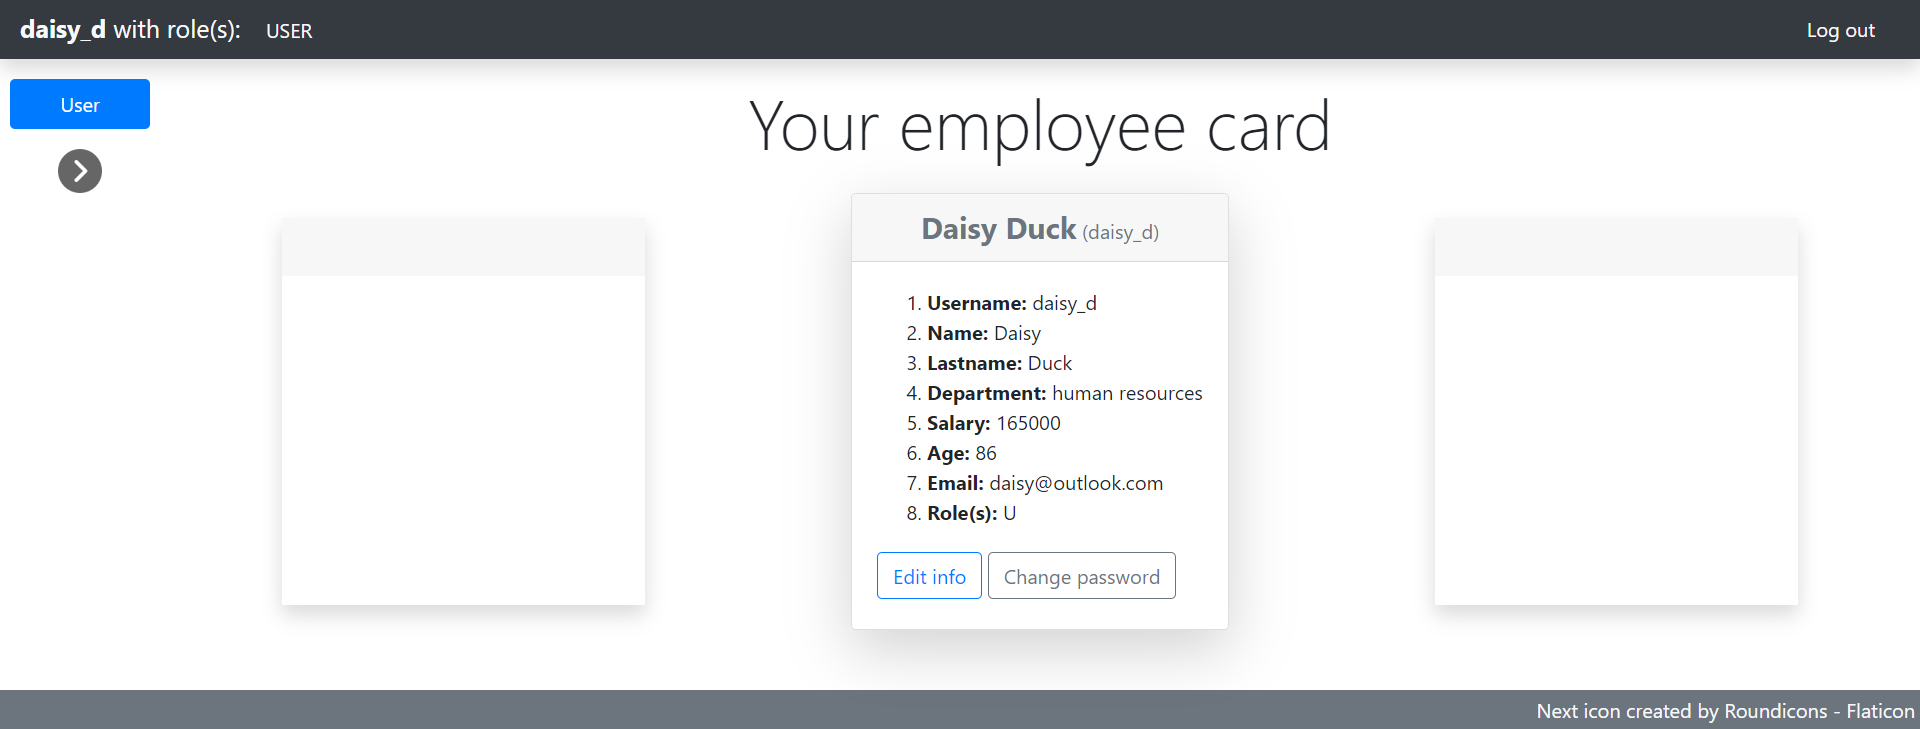 daisy_d with role(s): USER Log out
User
Your employee card
Daisy Duck (daisy_d)
1. Username: daisy_d
2. Name: Daisy
3. Lastname: Duck
4. Department: human resources
5. Salary: 165000
6. Age: 86
7. Email: daisy@outlook.com
8. Role(s): U
Edit info Change password
Next icon created by Roundicons - Flaticon